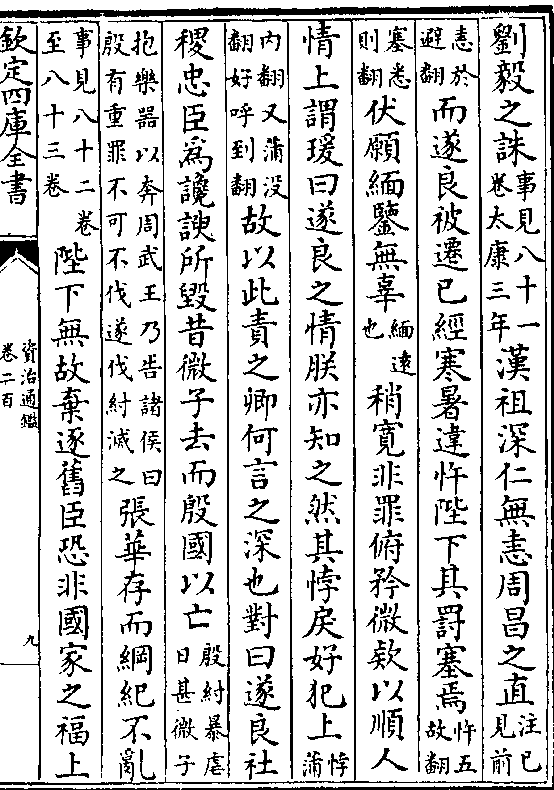 劉毅之誅事見八十一卷太康三年漢祖深仁無恚周昌之直注已見前
恚於避翻而遂良被遷已經寒暑違忤陛下其罰塞焉忤五故翻
塞悉則翻伏願緬鑒無辜緬遠也稍寛非罪俯矜微欵以順人
情上謂瑗曰遂良之情朕亦知之然其悖戾好犯上悖蒲
内翻又蒲没翻好呼到翻故以此責之卿何言之深也對曰遂良社
稷忠臣為讒諛所毀昔微子去而殷國以亡殷紂暴虐日甚微子
抱樂器以奔周武王乃告諸侯曰殷有重罪不可不伐遂伐紂滅之張華存而綱紀不亂
事見八十二卷至八十三卷陛下無故棄逐舊臣恐非國家之福上
欽定四庫全書
資治通鑑
卷二百
九